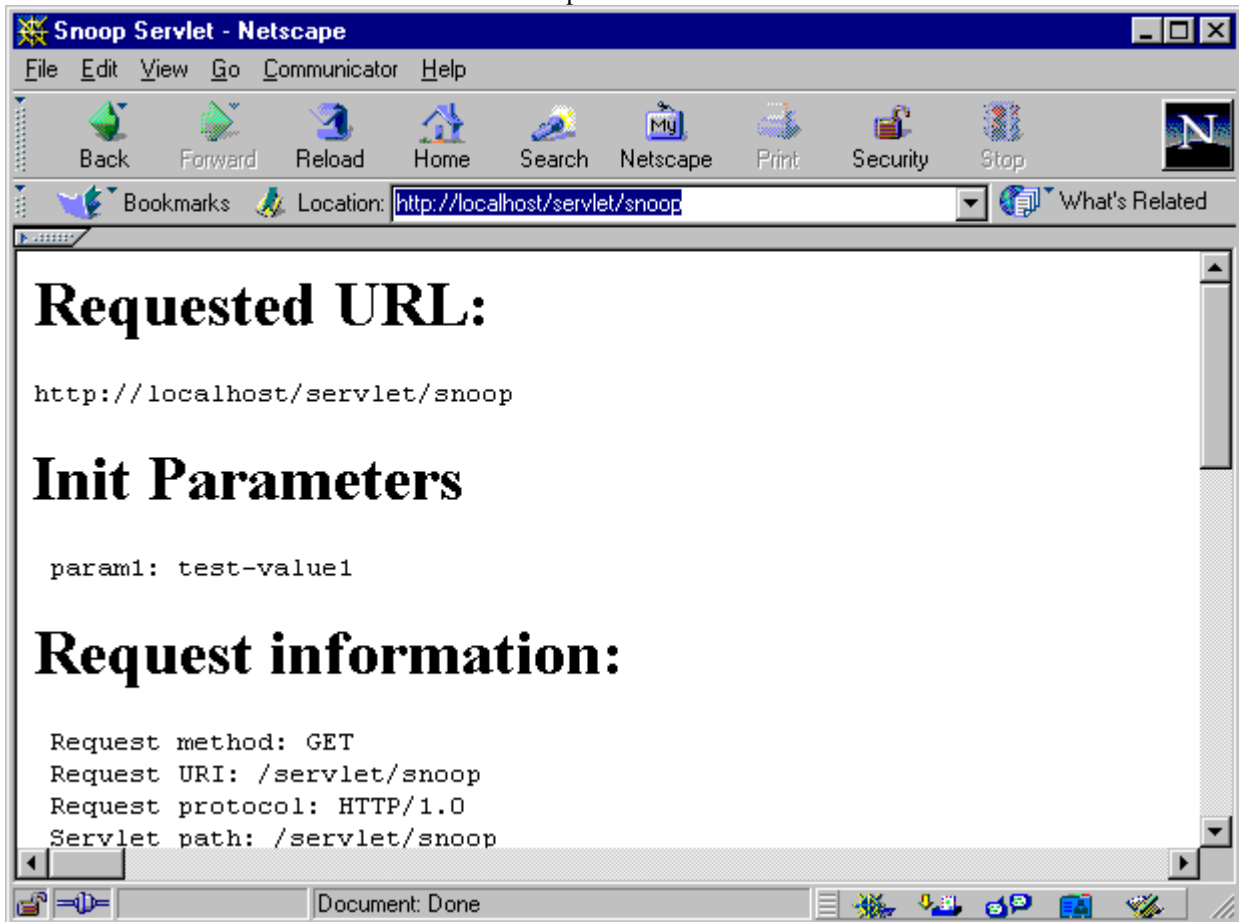 Snoop Servlet - Netscape
File Edit View Go Communicator Help
Back Forward Reload Home Search Netscape Print Security Stop
My
N
Bookmarks Location: http://localhost/servlet/snoop What's Related
Requested URL:
http://localhost/servlet/snoop
Init Parameters
param1: test-value1
Request information:
Request method: GET
Request URI: /servlet/snoop
Request protocol: HTTP/1.0
Servlet path: /servlet/snoop
Document: Done